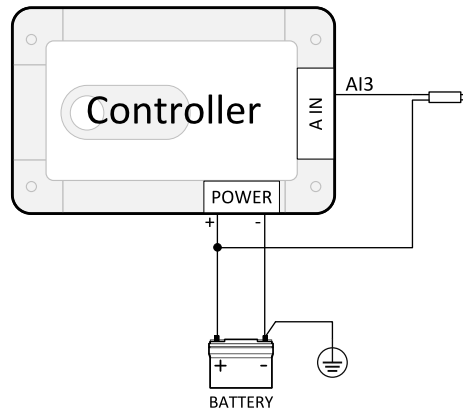 Controller
A IN
AI3
POWER
+ -
+ -
BATTERY